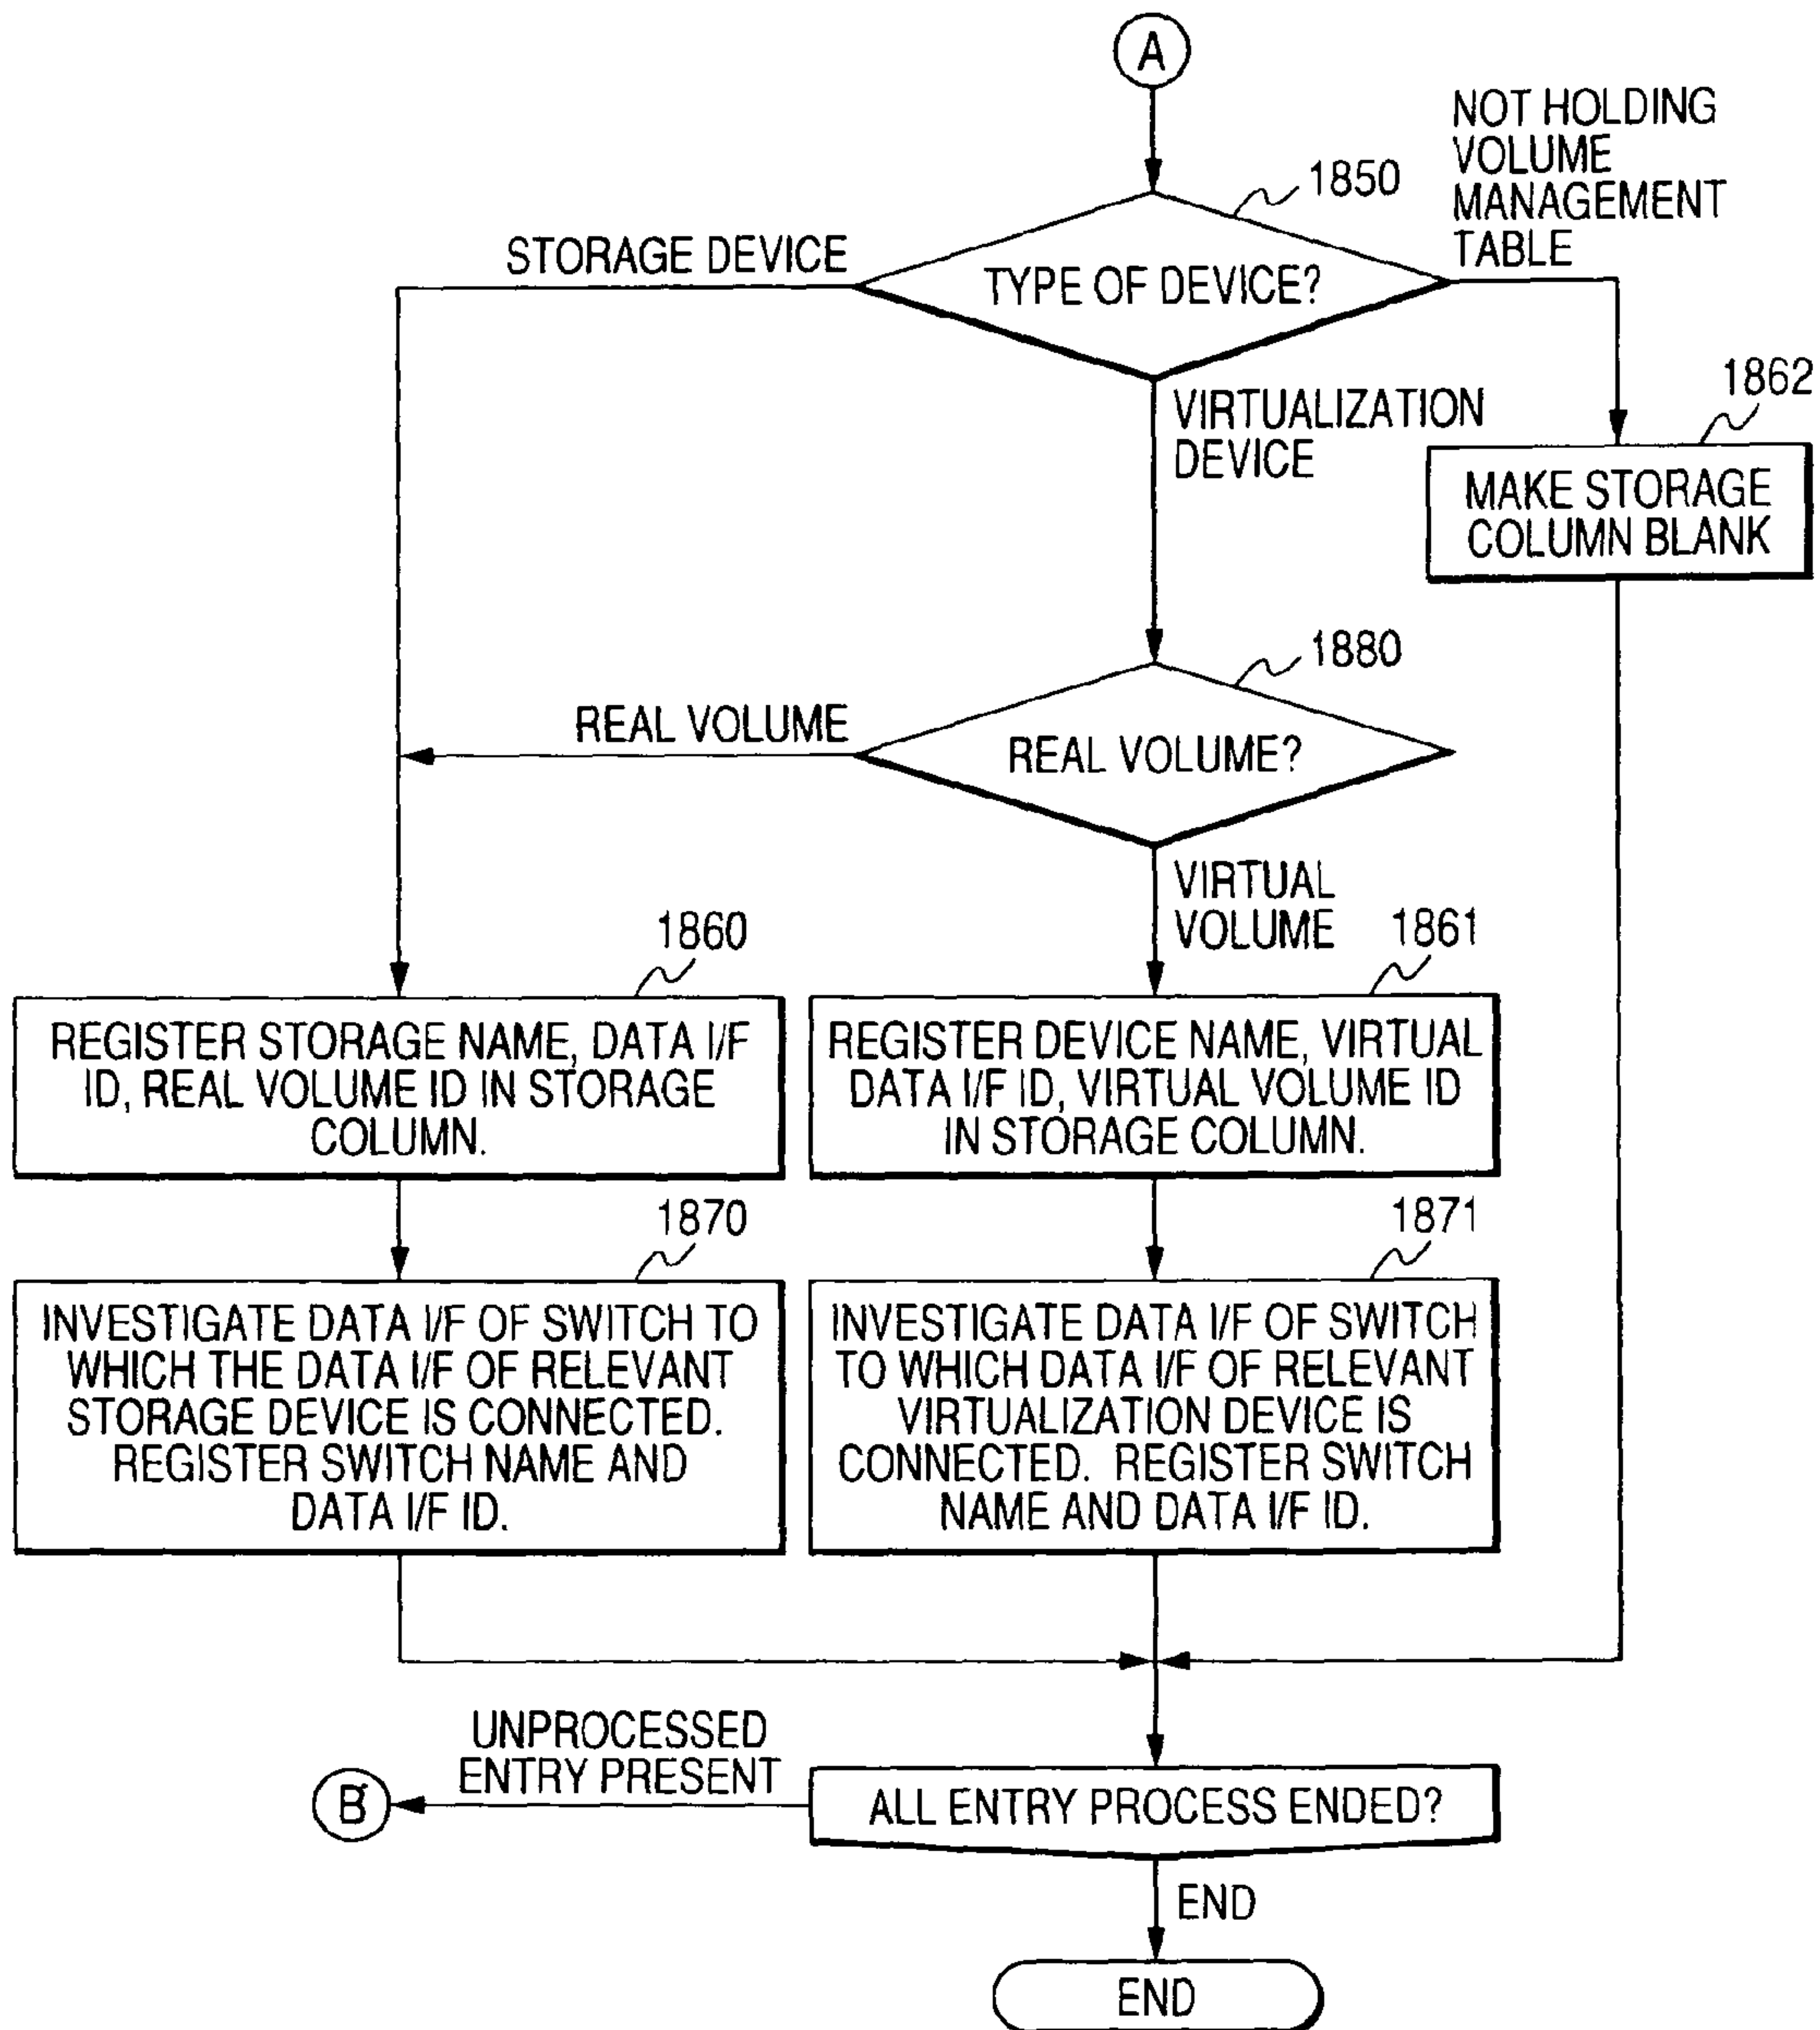 A
NOT HOLDING
VOLUME
MANAGEMENT
TABLE
1850
STORAGE DEVICE
TYPE OF DEVICE?
1862
VIRTUALIZATION
DEVICE
MAKE STORAGE
COLUMN BLANK
1880
REAL VOLUME
REAL VOLUME?
VIRTUAL
VOLUME
1860
1861
REGISTER STORAGE NAME, DATA I/F
ID, REAL VOLUME ID IN STORAGE
COLUMN.
REGISTER DEVICE NAME, VIRTUAL
DATA I/F ID, VIRTUAL VOLUME ID
IN STORAGE COLUMN.
1870
1871
INVESTIGATE DATA I/F OF SWITCH TO
WHICH THE DATA I/F OF RELEVANT
STORAGE DEVICE IS CONNECTED.
REGISTER SWITCH NAME AND
DATA I/F ID.
INVESTIGATE DATA I/F OF SWITCH
TO WHICH DATA I/F OF RELEVANT
VIRTUALIZATION DEVICE IS
CONNECTED. REGISTER SWITCH
NAME AND DATA I/F ID.
UNPROCESSED
ENTRY PRESENT
B
ALL ENTRY PROCESS ENDED?
END
END